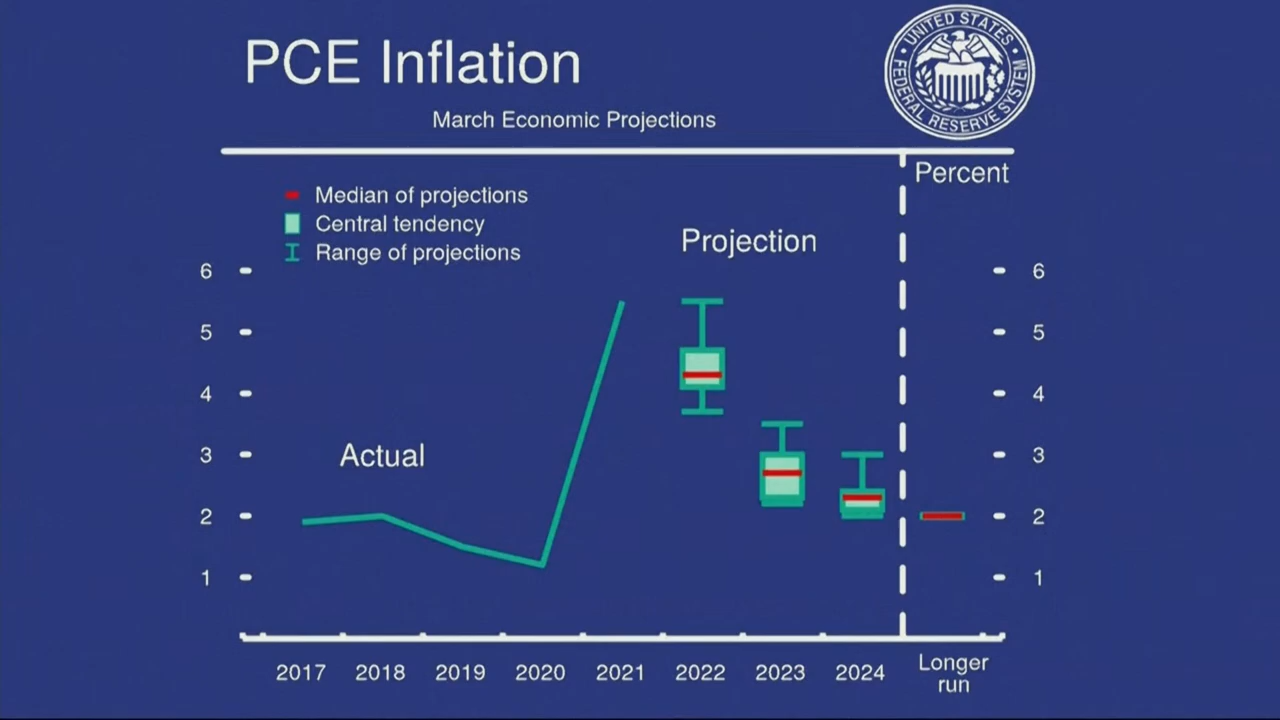 PCE Inflation
March Economic Projections
UNITED STATES
FEDERAL RESERVE SYSTEM
Percent
Median of projections
Central tendency
Range of projections
Projection
Actual
6 6
5 5
4 4
3 3
2 2
1 1
2017 2018 2019 2020 2021 2022 2023 2024 Longer run